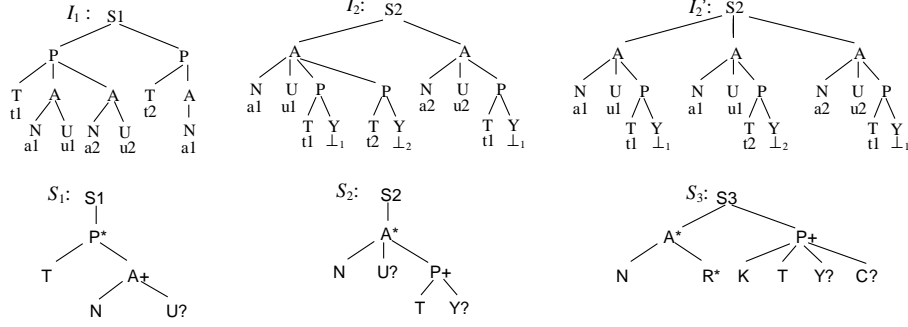 I₁ : S1 I₂ : S2 I₂’: S2
P P A A A A A
T A A T A N U P P N U P N U P N U P N U P
t1 t2 a1 u1 a2 u2 a1 u1 a1 u1 a2 u2
N U N U N T Y T Y T Y T Y T Y T Y
a1 u1 a2 u2 a1 t1 ⊥₁ t2 ⊥₂ t1 ⊥₁ t1 ⊥₁ t2 ⊥₂ t1 ⊥₁
S₁: S1 S₂: S2 S₃: S3
P* A* A* P+
T A+ N U? P+ N R* K T Y? C?
N U? T Y?